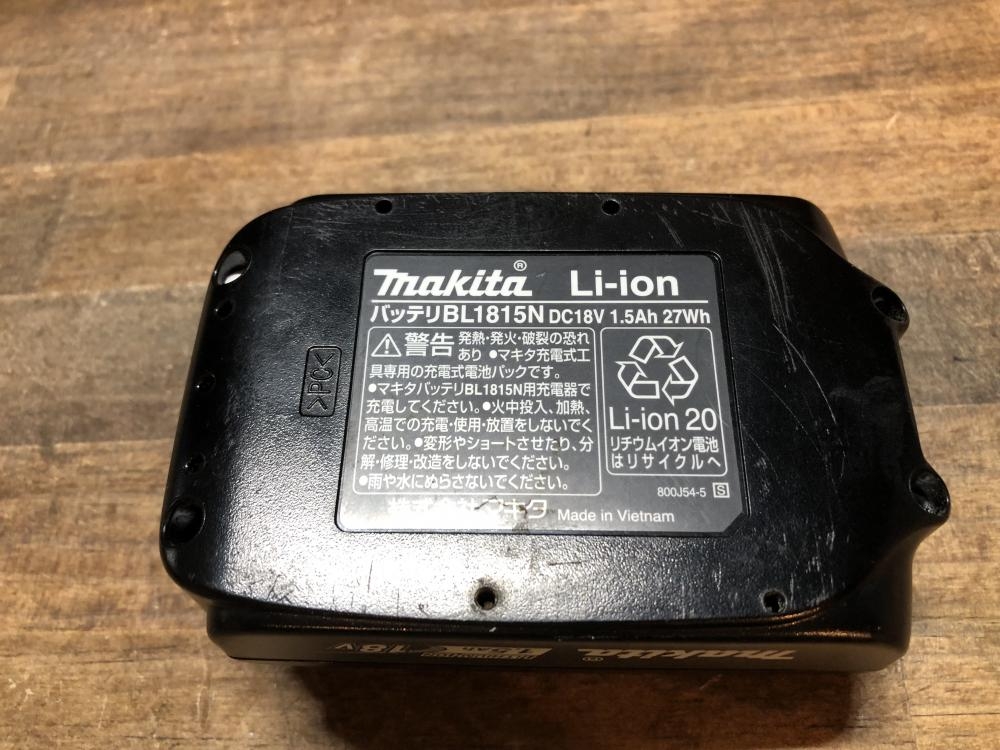 makita® Li-ion
バッテリBL1815N DC18V 1.5Ah 27Wh
警告 発熱・発火・破裂の恐れ
あり ●マキタ充電式工
具専用の充電式電池パックです。
●マキタバッテリBL1815N用充電器で
充電してください。●火中投入、加熱、
高温での充電・使用・放置をしないでく
ださい。●変形やショートさせたり、分
解・修理・改造をしないでください。
●雨や水にぬらさないでください。
Li-ion 20
リチウムイオン電池
はリサイクルへ
800J54-5 S
株式会社マキタ Made in Vietnam
>PC<
makita®
1.5Ah 18V